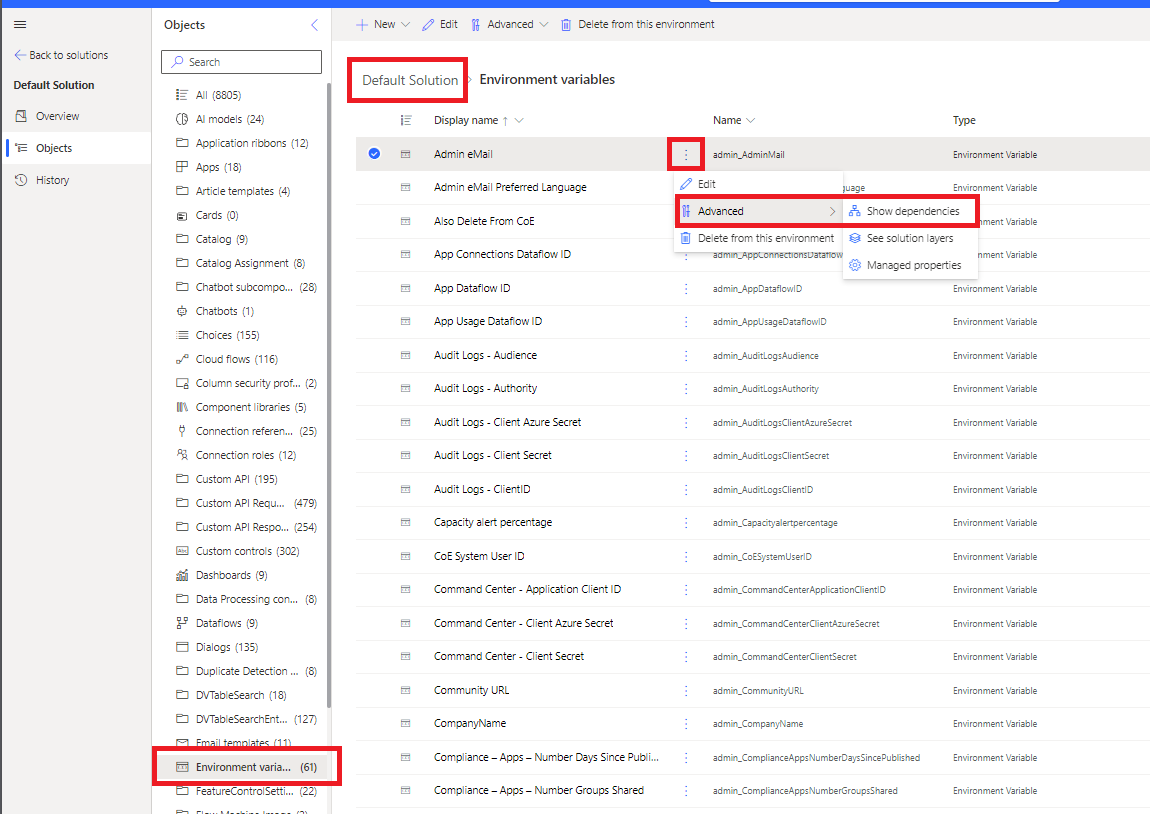 Objects
New
Edit
Advanced
Delete from this environment
Back to solutions
Default Solution
Overview
Objects
History
Search
All (8805)
AI models (24)
Application ribbons (12)
Apps (18)
Article templates (4)
Cards (0)
Catalog (9)
Catalog Assignment (8)
Chatbot subcompo... (28)
Chatbots (1)
Choices (155)
Cloud flows (116)
Column security prof... (2)
Component libraries (5)
Connection referen... (25)
Connection roles (12)
Custom API (195)
Custom API Requ... (479)
Custom API Respo... (254)
Custom controls (302)
Dashboards (9)
Data Processing con... (8)
Dataflows (9)
Dialogs (135)
Duplicate Detection ... (8)
DVTableSearch (18)
DVTableSearchEnt... (127)
Email templates (11)
Environment varia... (61)
FeatureControlSetti... (22)
Flow Machine Image (2)
Default Solution > Environment variables
Display name ↑ Name Type
Admin eMail admin_AdminMail Environment Variable
Admin eMail Preferred Language guage Environment Variable
Also Delete From CoE Environment Variable
App Connections Dataflow ID admin_AppConnectionsDataflow Environment Variable
App Dataflow ID admin_AppDataflowID Environment Variable
App Usage Dataflow ID admin_AppUsageDataflowID Environment Variable
Audit Logs - Audience admin_AuditLogsAudience Environment Variable
Audit Logs - Authority admin_AuditLogsAuthority Environment Variable
Audit Logs - Client Azure Secret admin_AuditLogsClientAzureSecret Environment Variable
Audit Logs - Client Secret admin_AuditLogsClientSecret Environment Variable
Audit Logs - ClientID admin_AuditLogsClientID Environment Variable
Capacity alert percentage admin_Capacityalertpercentage Environment Variable
CoE System User ID admin_CoESystemUserID Environment Variable
Command Center - Application Client ID admin_CommandCenterApplicationClientID Environment Variable
Command Center - Client Azure Secret admin_CommandCenterClientAzureSecret Environment Variable
Command Center - Client Secret admin_CommandCenterClientSecret Environment Variable
Community URL admin_CommunityURL Environment Variable
CompanyName admin_CompanyName Environment Variable
Compliance – Apps – Number Days Since Publi... admin_ComplianceAppsNumberDaysSincePublished Environment Variable
Compliance – Apps – Number Groups Shared admin_ComplianceAppsNumberGroupsShared Environment Variable
Edit
Advanced
Delete from this environment
Show dependencies
See solution layers
Managed properties